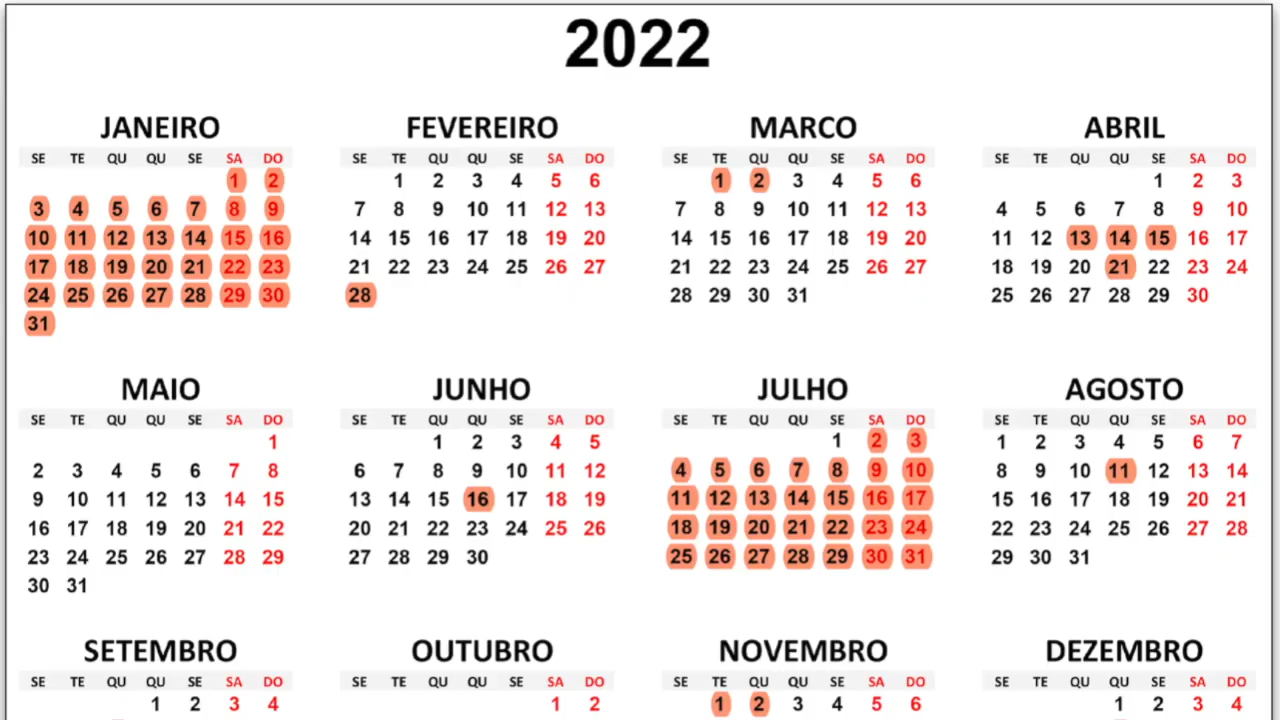 2022
JANEIRO FEVEREIRO MARCO ABRIL
SE TE QU QU SE SA DO SE TE QU QU SE SA DO SE TE QU QU SE SA DO SE TE QU QU SE SA DO
1 2 1 2 3 4 5 6 1 2 3 4 5 6 1 2 3
3 4 5 6 7 8 9 7 8 9 10 11 12 13 7 8 9 10 11 12 13 4 5 6 7 8 9 10
10 11 12 13 14 15 16 14 15 16 17 18 19 20 14 15 16 17 18 19 20 11 12 13 14 15 16 17
17 18 19 20 21 22 23 21 22 23 24 25 26 27 21 22 23 24 25 26 27 18 19 20 21 22 23 24
24 25 26 27 28 29 30 28 28 29 30 31 25 26 27 28 29 30
31
MAIO JUNHO JULHO AGOSTO
SE TE QU QU SE SA DO SE TE QU QU SE SA DO SE TE QU QU SE SA DO SE TE QU QU SE SA DO
1 1 2 3 4 5 1 2 3 1 2 3 4 5 6 7
2 3 4 5 6 7 8 6 7 8 9 10 11 12 4 5 6 7 8 9 10 8 9 10 11 12 13 14
9 10 11 12 13 14 15 13 14 15 16 17 18 19 11 12 13 14 15 16 17 15 16 17 18 19 20 21
16 17 18 19 20 21 22 20 21 22 23 24 25 26 18 19 20 21 22 23 24 22 23 24 25 26 27 28
23 24 25 26 27 28 29 27 28 29 30 25 26 27 28 29 30 31 29 30 31
30 31
SETEMBRO OUTUBRO NOVEMBRO DEZEMBRO
SE TE QU QU SE SA DO SE TE QU QU SE SA DO SE TE QU QU SE SA DO SE TE QU QU SE SA DO
1 2 3 4 1 2 1 2 3 4 5 6 1 2 3 4